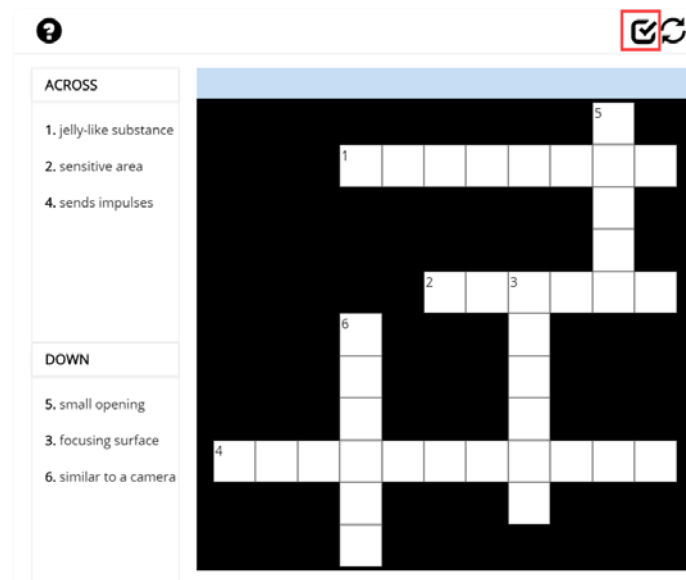 ?
ACROSS
1. jelly-like substance
2. sensitive area
4. sends impulses
DOWN
5. small opening
3. focusing surface
6. similar to a camera
5
1
2
3
6
4